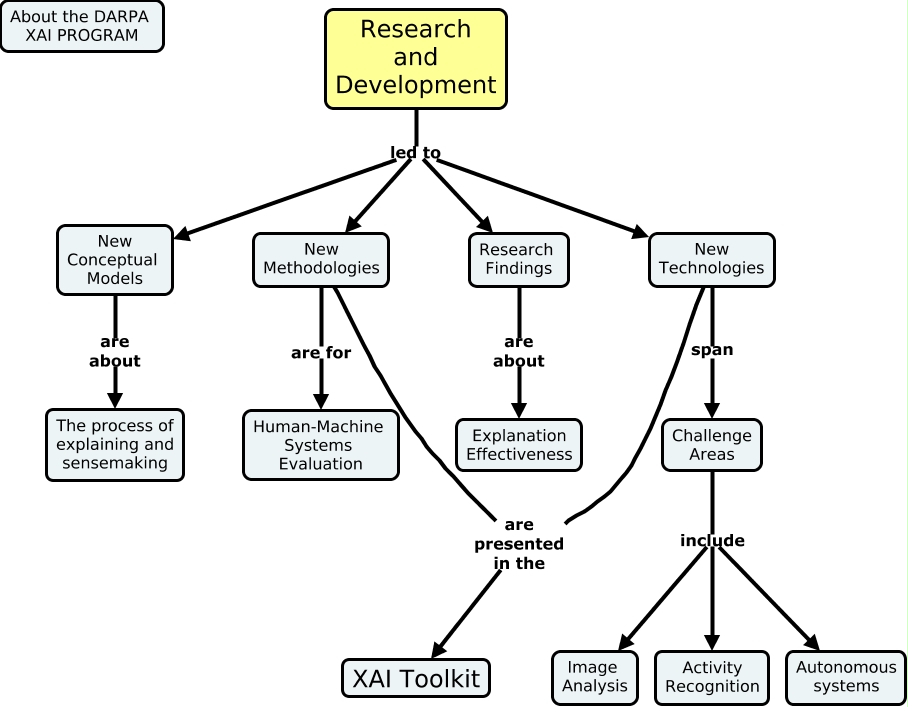 About the DARPA
XAI PROGRAM
Research
and
Development
led to
New
Conceptual
Models
New
Methodologies
Research
Findings
New
Technologies
are
about
are for
are
about
span
The process of
explaining and
sensemaking
Human-Machine
Systems
Evaluation
Explanation
Effectiveness
Challenge
Areas
are
presented
in the
include
XAI Toolkit
Image
Analysis
Activity
Recognition
Autonomous
systems